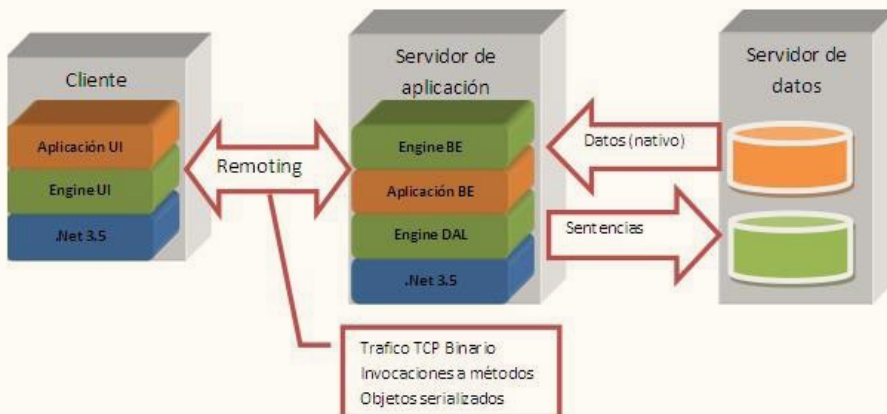 Cliente
Aplicación UI
Engine UI
.Net 3.5
Remoting
Servidor de
aplicación
Engine BE
Aplicación BE
Engine DAL
.Net 3.5
Datos (nativo)
Sentencias
Servidor de
datos
Trafico TCP Binario
Invocaciones a métodos
Objetos serializados